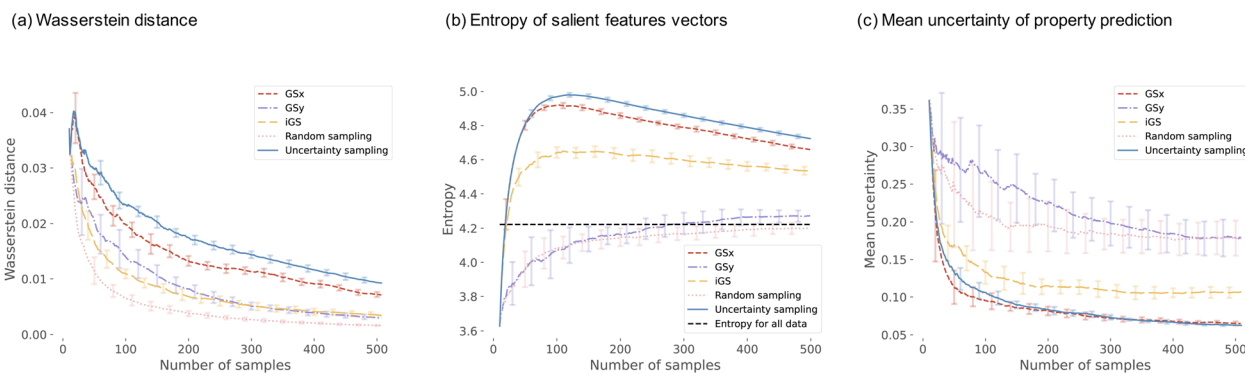 (a) Wasserstein distance
Wasserstein distance
0.04
0.03
0.02
0.01
0.00
GSx
GSy
iGS
Random sampling
Uncertainty sampling
0 100 200 300 400 500
Number of samples
(b) Entropy of salient features vectors
Entropy
5.0
4.8
4.6
4.4
4.2
4.0
3.8
3.6
GSx
GSy
iGS
Random sampling
Uncertainty sampling
Entropy for all data
0 100 200 300 400 500
Number of samples
(c) Mean uncertainty of property prediction
Mean uncertainty
0.35
0.30
0.25
0.20
0.15
0.10
0.05
GSx
GSy
iGS
Random sampling
Uncertainty sampling
0 100 200 300 400 500
Number of samples